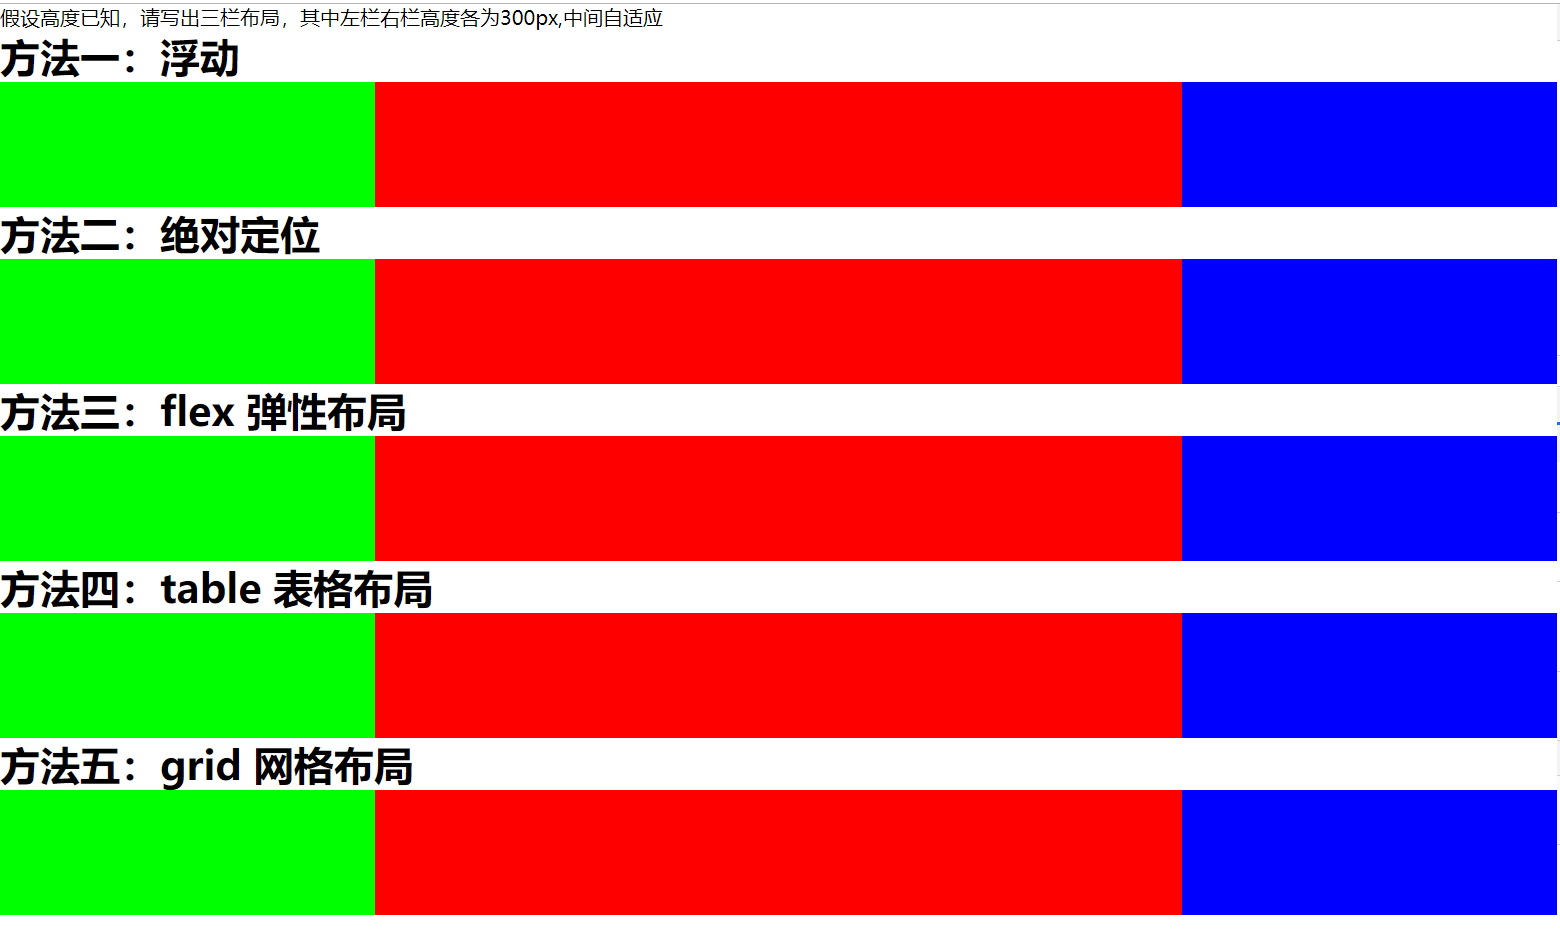 假设高度已知，请写出三栏布局，其中左栏右栏高度各为300px,中间自适应
方法一：浮动
方法二：绝对定位
方法三：flex 弹性布局
方法四：table 表格布局
方法五：grid 网格布局